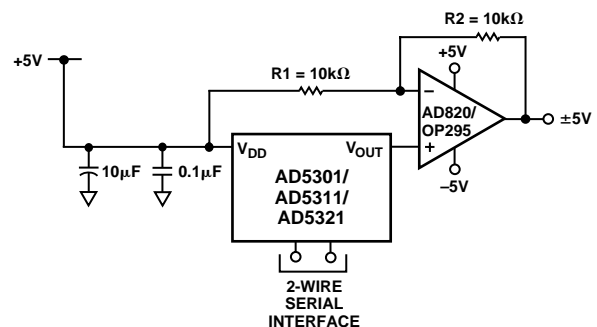 R2 = 10kΩ
+5V
+5V
R1 = 10kΩ
–
AD820/
OP295
±5V
+
–5V
10μF
0.1μF
VDD
VOUT
AD5301/
AD5311/
AD5321
2-WIRE
SERIAL
INTERFACE